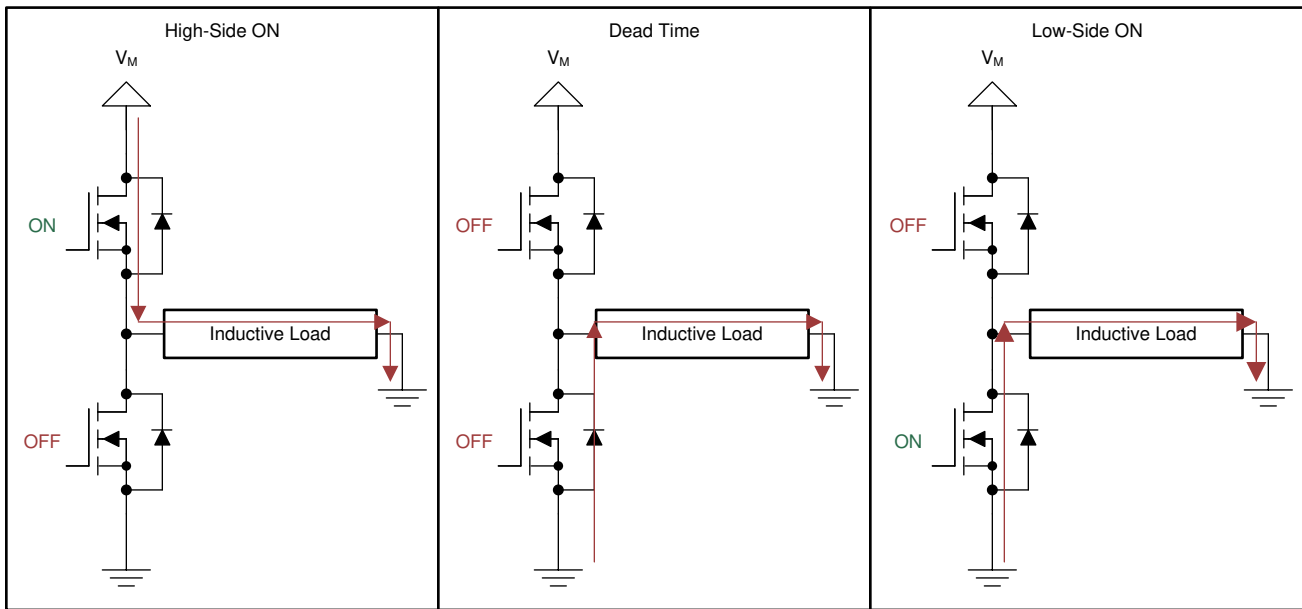 High-Side ON
V_M
ON
Inductive Load
OFF
Dead Time
V_M
OFF
Inductive Load
OFF
Low-Side ON
V_M
OFF
Inductive Load
ON